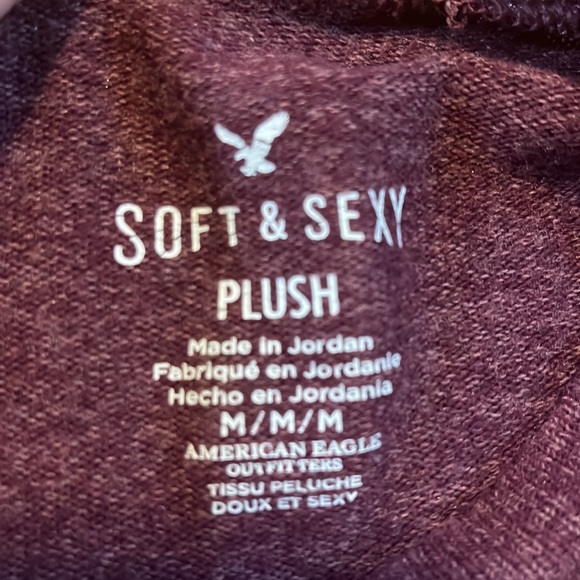 SOFT & SEXY
PLUSH
Made in Jordan
Fabriqué en Jordanie
Hecho en Jordania
M/M/M
AMERICAN EAGLE
OUTFITTERS
TISSU PELUCHE
DOUX ET SEXY